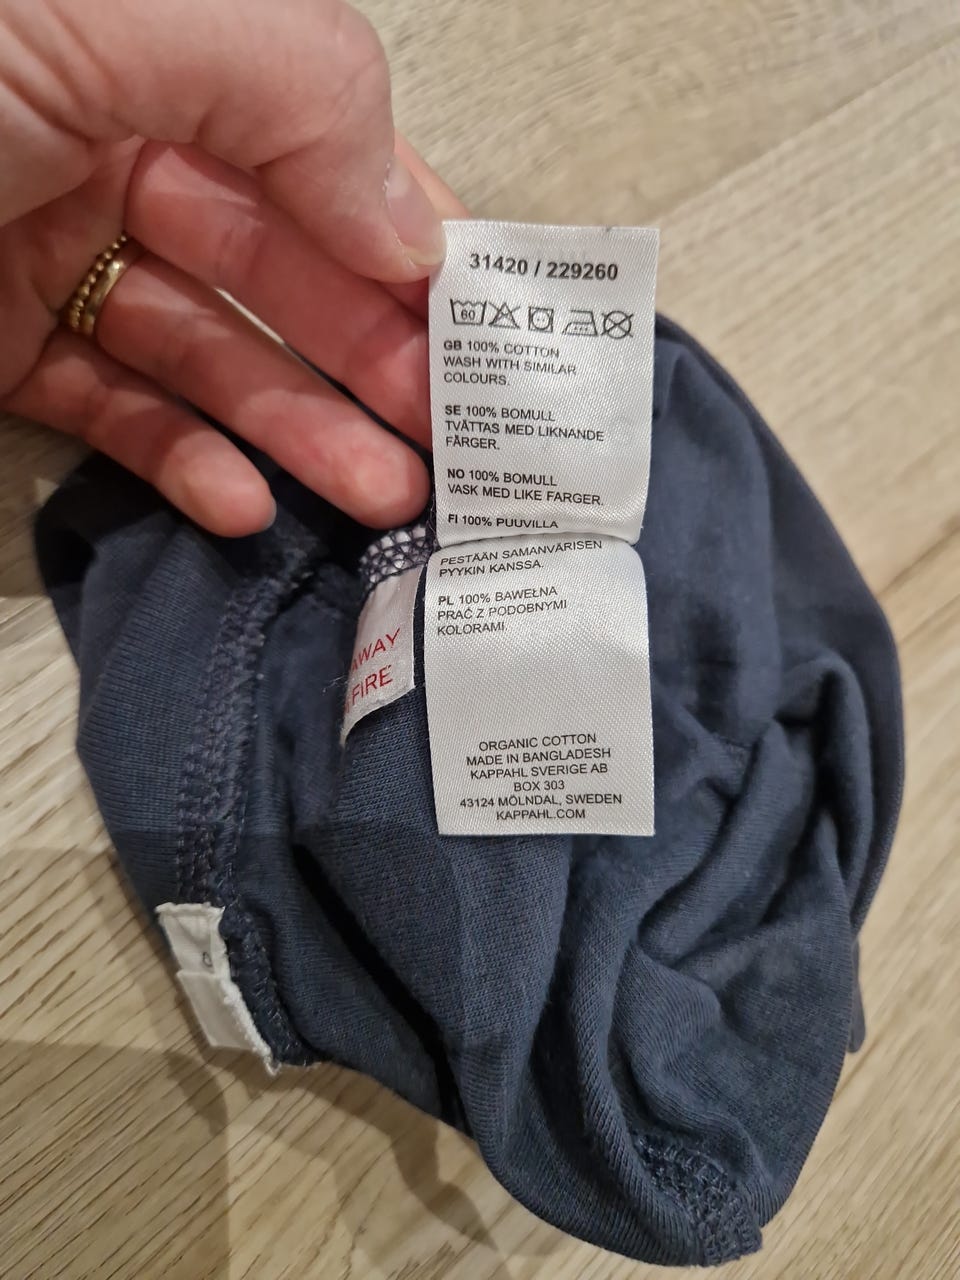 31420 / 229260
60
GB 100% COTTON
WASH WITH SIMILAR
COLOURS.
SE 100% BOMULL
TVÄTTAS MED LIKNANDE
FÄRGER.
NO 100% BOMULL
VASK MED LIKE FARGER.
FI 100% PUUVILLA
PESTÄÄN SAMANVÄRISEN
PYYKIN KANSSA.
PL 100% BAWEŁNA
PRAĆ Z PODOBNYMI
KOLORAMI.
AWAY
FIRE
ORGANIC COTTON
MADE IN BANGLADESH
KAPPAHL SVERIGE AB
BOX 303
43124 MÖLNDAL, SWEDEN
KAPPAHL.COM